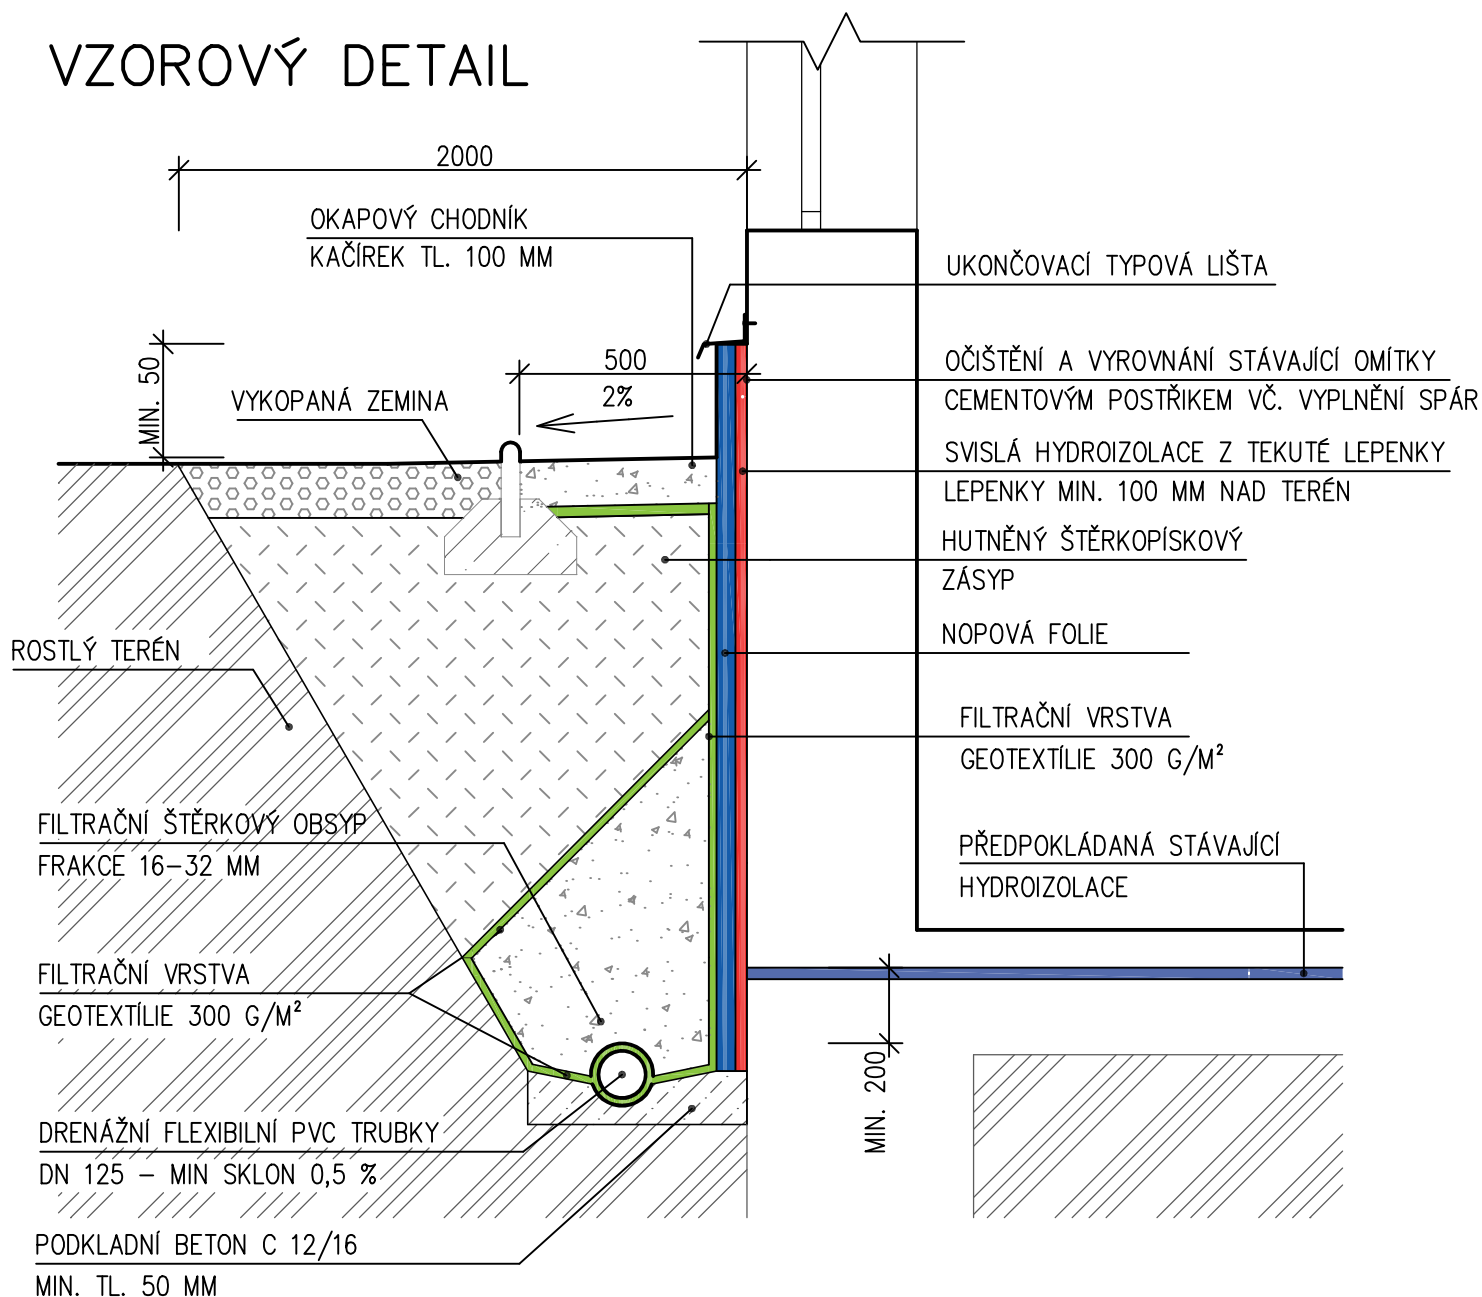 VZOROVÝ DETAIL
2000
OKAPOVÝ CHODNÍK
KAČÍREK TL. 100 MM
UKONČOVACÍ TYPOVÁ LIŠTA
MIN. 50
500
2%
VYKOPANÁ ZEMINA
OČIŠTĚNÍ A VYROVNÁNÍ STÁVAJÍCÍ OMÍTKY
CEMENTOVÝM POSTŘIKEM VČ. VYPLNĚNÍ SPÁR
SVISLÁ HYDROIZOLACE Z TEKUTÉ LEPENKY
LEPENKY MIN. 100 MM NAD TERÉN
HUTNĚNÝ ŠTĚRKOPÍSKOVÝ
ZÁSYP
NOPOVÁ FOLIE
ROSTLÝ TERÉN
FILTRAČNÍ VRSTVA
GEOTEXTÍLIE 300 G/M²
FILTRAČNÍ ŠTĚRKOVÝ OBSYP
FRAKCE 16-32 MM
PŘEDPOKLÁDANÁ STÁVAJÍCÍ
HYDROIZOLACE
FILTRAČNÍ VRSTVA
GEOTEXTÍLIE 300 G/M²
MIN. 200
DRENÁŽNÍ FLEXIBILNÍ PVC TRUBKY
DN 125 - MIN SKLON 0,5 %
PODKLADNÍ BETON C 12/16
MIN. TL. 50 MM